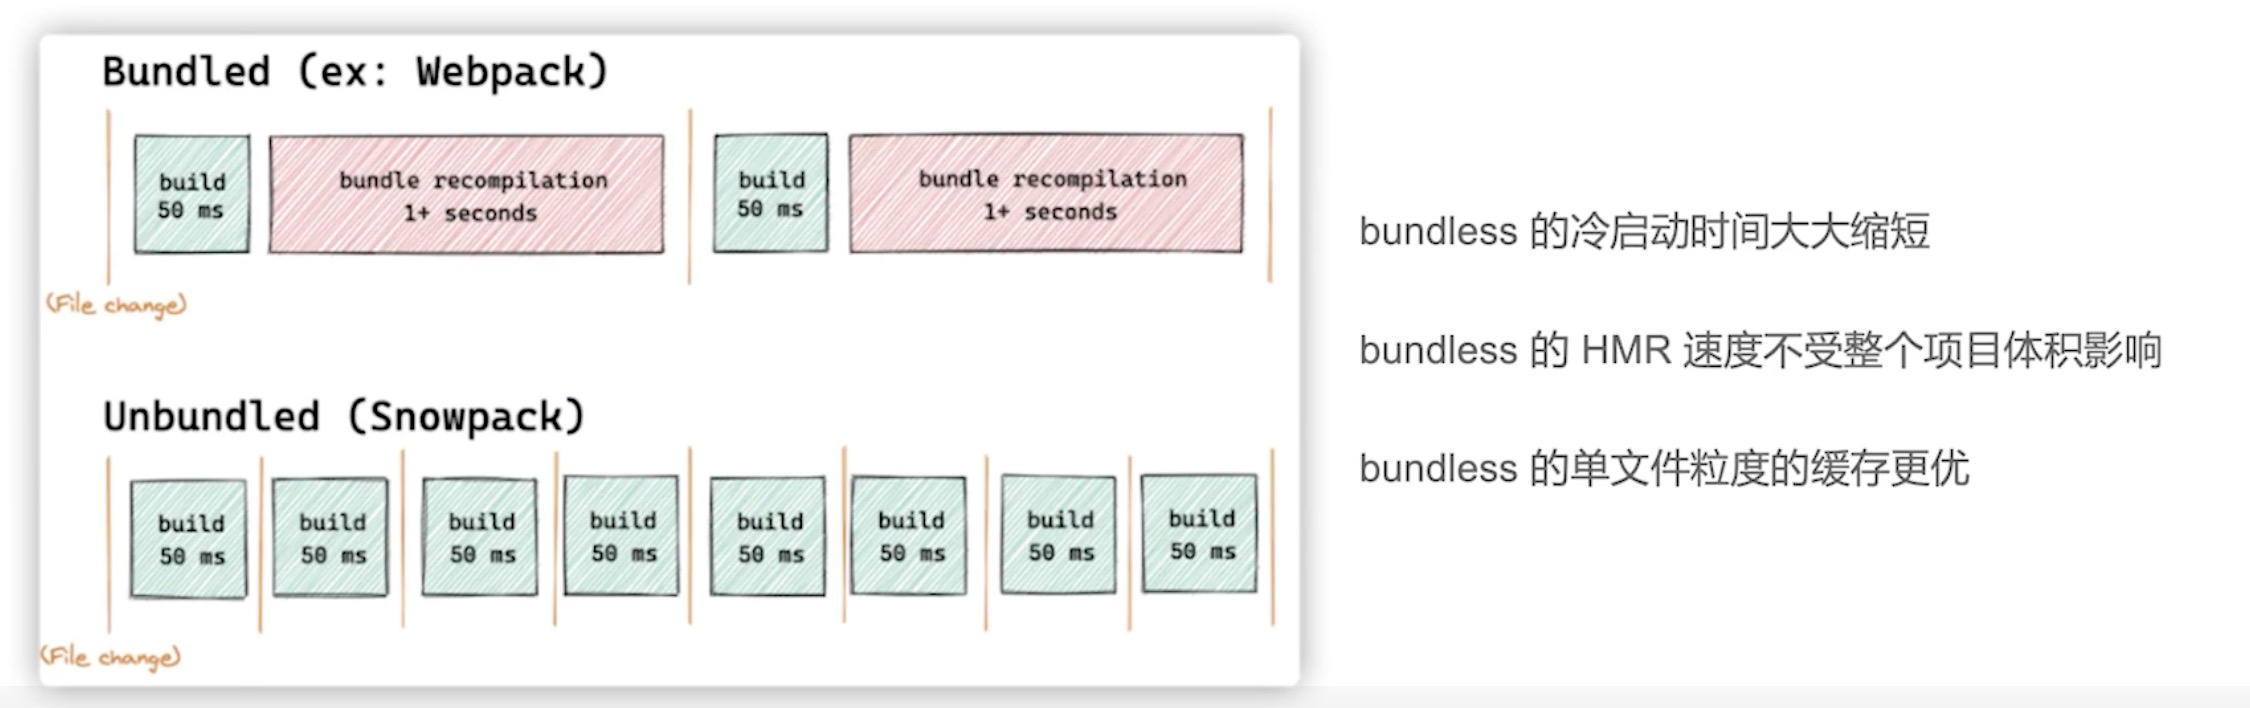 Bundled (ex: Webpack)
build
50 ms
bundle recompilation
1+ seconds
build
50 ms
bundle recompilation
1+ seconds
(File change)
Unbundled (Snowpack)
build
50 ms
build
50 ms
build
50 ms
build
50 ms
build
50 ms
build
50 ms
build
50 ms
build
50 ms
(File change)
bundless 的冷启动时间大大缩短
bundless 的 HMR 速度不受整个项目体积影响
bundless 的单文件粒度的缓存更优